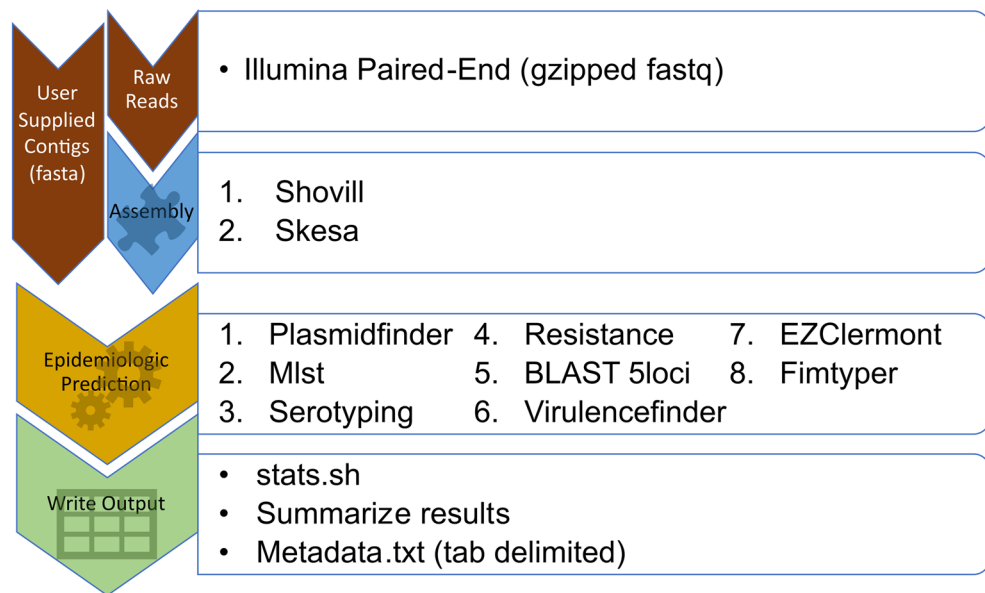 User
Supplied
Contigs
(fasta)
Raw
Reads
• Illumina Paired-End (gzipped fastq)
Assembly
1. Shovill
2. Skesa
Epidemiologic
Prediction
1. Plasmidfinder
2. Mlst
3. Serotyping
4. Resistance
5. BLAST 5loci
6. Virulencefinder
7. EZClermont
8. Fimtyper
Write Output
• stats.sh
• Summarize results
• Metadata.txt (tab delimited)